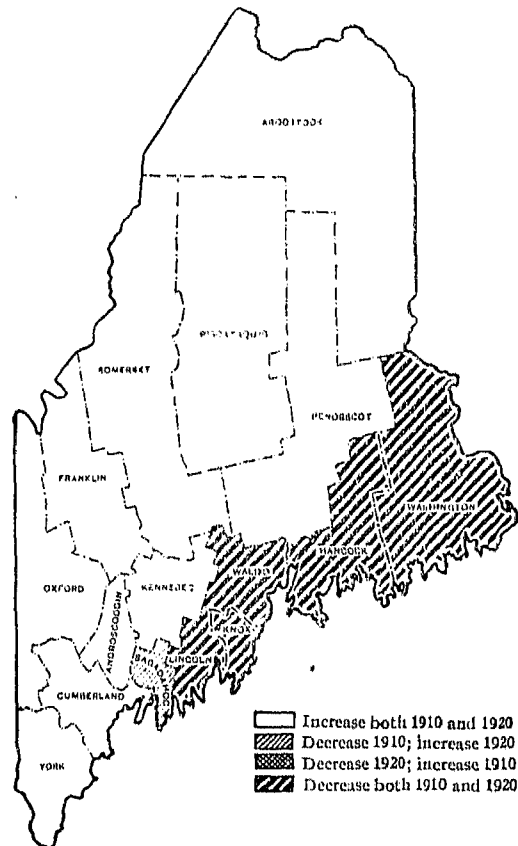 AROOSTOOK
PISCATAQUIS
SOMERSET
PENOBSCOT
FRANKLIN
WASHINGTON
HANCOCK
WALDO
OXFORD
KENNEBEC
ANDROSCOGGIN
KNOX
LINCOLN
SAGADAHOC
CUMBERLAND
YORK
Increase both 1910 and 1920
Decrease 1910; increase 1920
Decrease 1920; increase 1910
Decrease both 1910 and 1920